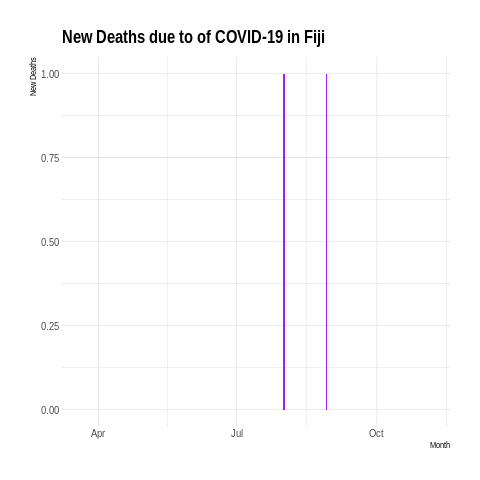 New Deaths due to of COVID-19 in Fiji
New Deaths
1.00
0.75
0.50
0.25
0.00
Apr
Jul
Oct
Month